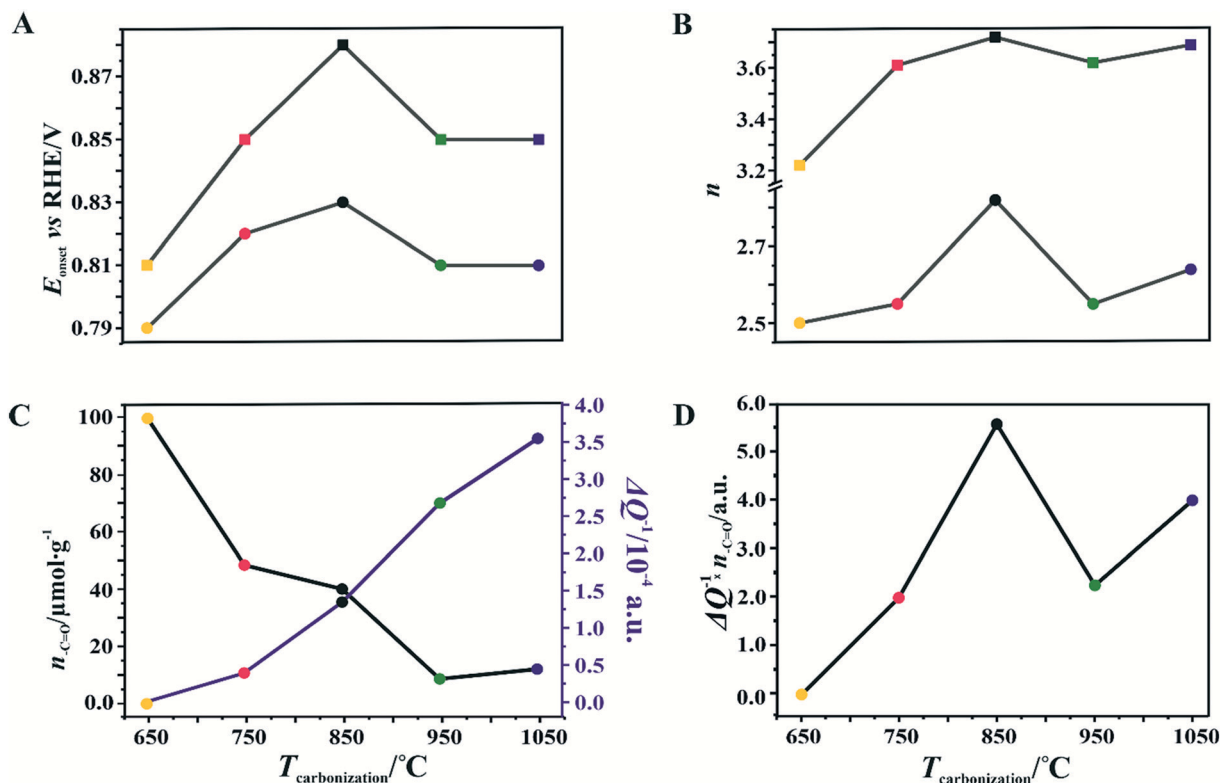 A
E onset vs RHE/V
0.87
0.85
0.83
0.81
0.79
B
n
3.6
3.4
3.2
2.7
2.5
C
n -C=O/μmol·g-1
100
80
60
40
20
0.0
4.0
3.5
3.0
2.5
2.0
1.5
1.0
0.5
0.0
ΔQ-1/10-4 a.u.
650 750 850 950 1050
T carbonization/°C
D
ΔQ-1 × n -C=O/a.u.
6.0
5.0
4.0
3.0
2.0
1.0
0.0
650 750 850 950 1050
T carbonization/°C